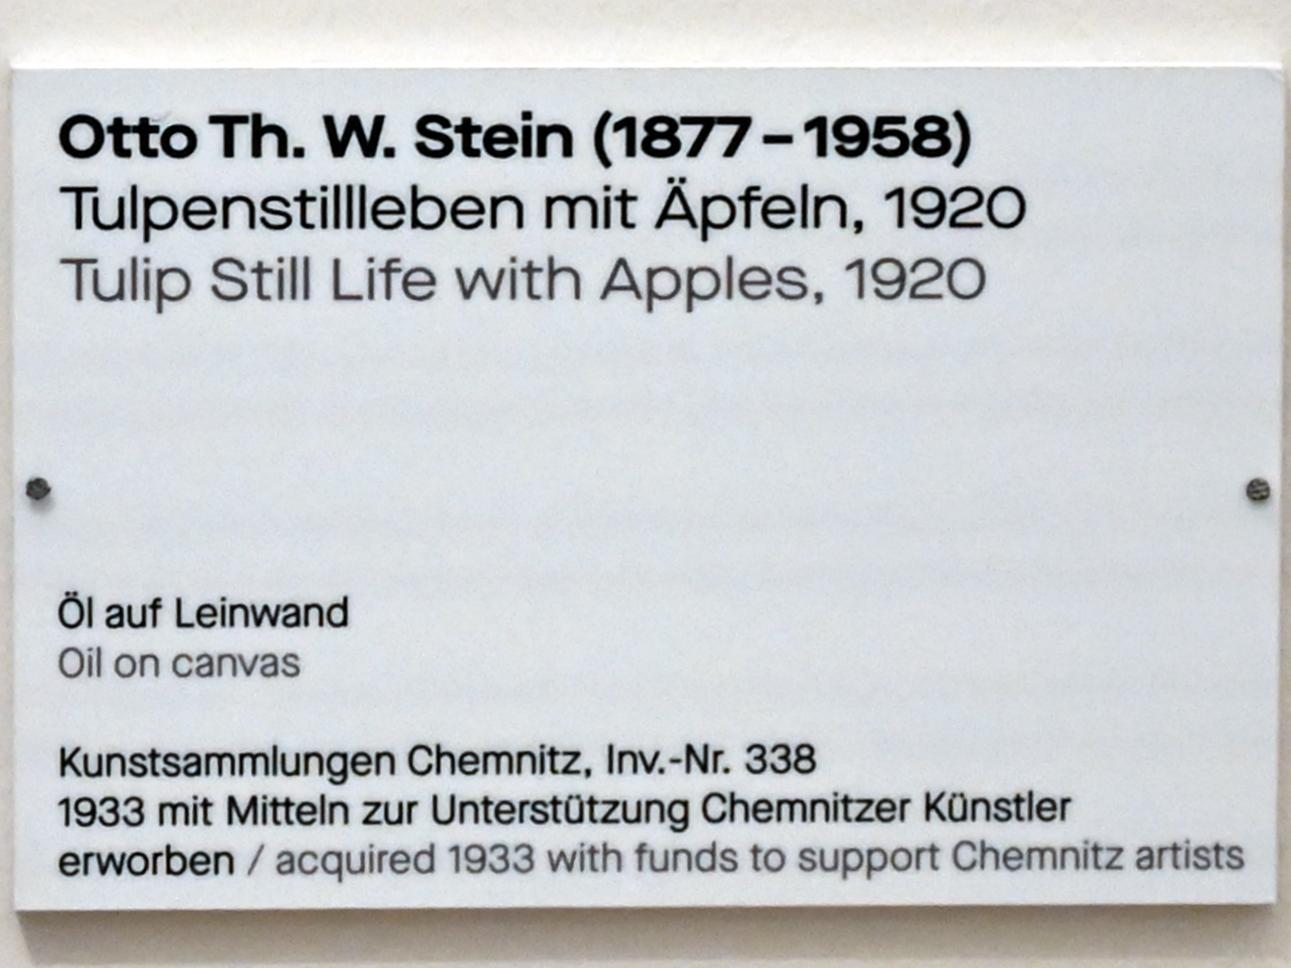 Otto Th. W. Stein (1877 – 1958)
Tulpenstillleben mit Äpfeln, 1920
Tulip Still Life with Apples, 1920
Öl auf Leinwand
Oil on canvas
Kunstsammlungen Chemnitz, Inv.-Nr. 338
1933 mit Mitteln zur Unterstützung Chemnitzer Künstler
erworben / acquired 1933 with funds to support Chemnitz artists